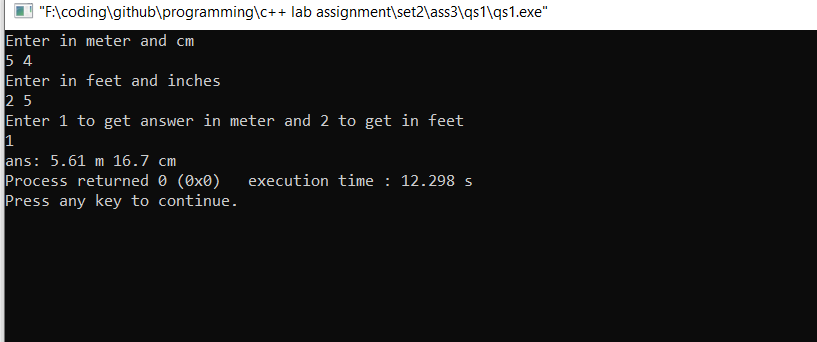 "F:\coding\github\programming\c++ lab assignment\set2\ass3\qs1\qs1.exe"
Enter in meter and cm
5 4
Enter in feet and inches
2 5
Enter 1 to get answer in meter and 2 to get in feet
1
ans: 5.61 m 16.7 cm
Process returned 0 (0x0)   execution time : 12.298 s
Press any key to continue.